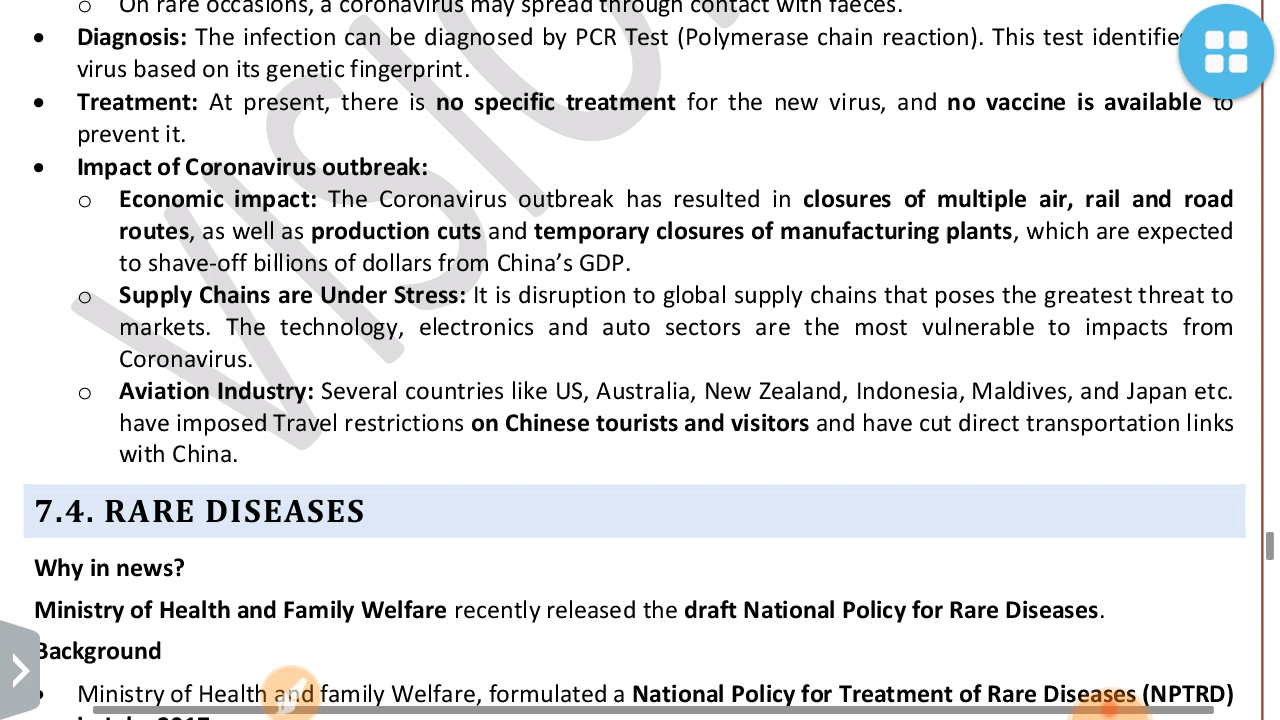 ○ On rare occasions, a coronavirus may spread through contact with faeces.
• Diagnosis: The infection can be diagnosed by PCR Test (Polymerase chain reaction). This test identifie
virus based on its genetic fingerprint.
• Treatment: At present, there is no specific treatment for the new virus, and no vaccine is available to
prevent it.
• Impact of Coronavirus outbreak:
○ Economic impact: The Coronavirus outbreak has resulted in closures of multiple air, rail and road
routes, as well as production cuts and temporary closures of manufacturing plants, which are expected
to shave-off billions of dollars from China’s GDP.
○ Supply Chains are Under Stress: It is disruption to global supply chains that poses the greatest threat to
markets. The technology, electronics and auto sectors are the most vulnerable to impacts from
Coronavirus.
○ Aviation Industry: Several countries like US, Australia, New Zealand, Indonesia, Maldives, and Japan etc.
have imposed Travel restrictions on Chinese tourists and visitors and have cut direct transportation links
with China.
7.4. RARE DISEASES
Why in news?
Ministry of Health and Family Welfare recently released the draft National Policy for Rare Diseases.
Background
• Ministry of Health and family Welfare, formulated a National Policy for Treatment of Rare Diseases (NPTRD)